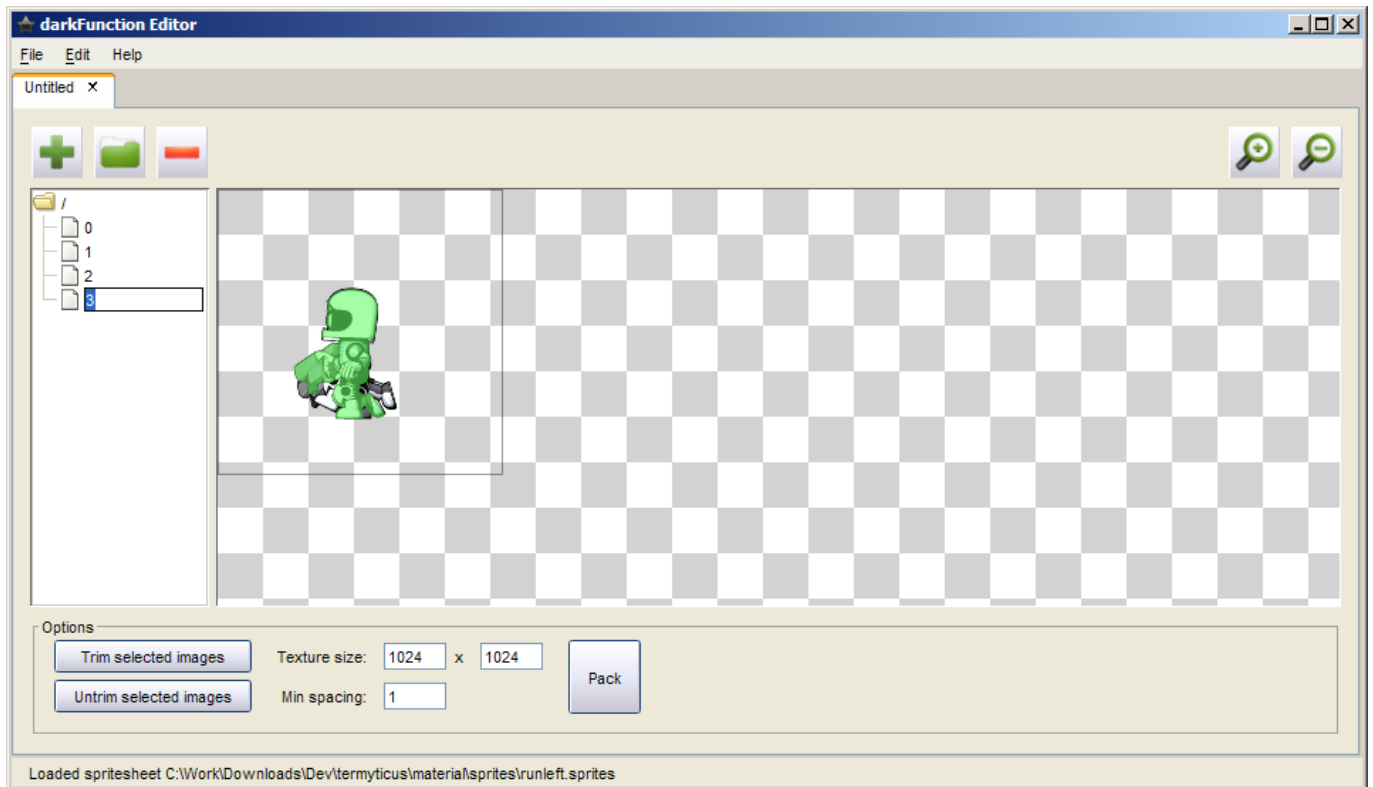 darkFunction Editor
File Edit Help
Untitled
/
0
1
2
3
Options
Trim selected images Texture size: 1024 x 1024
Pack
Untrim selected images Min spacing: 1
Loaded spritesheet C:\Work\Downloads\Dev\termyticus\material\sprites\runleft.sprites